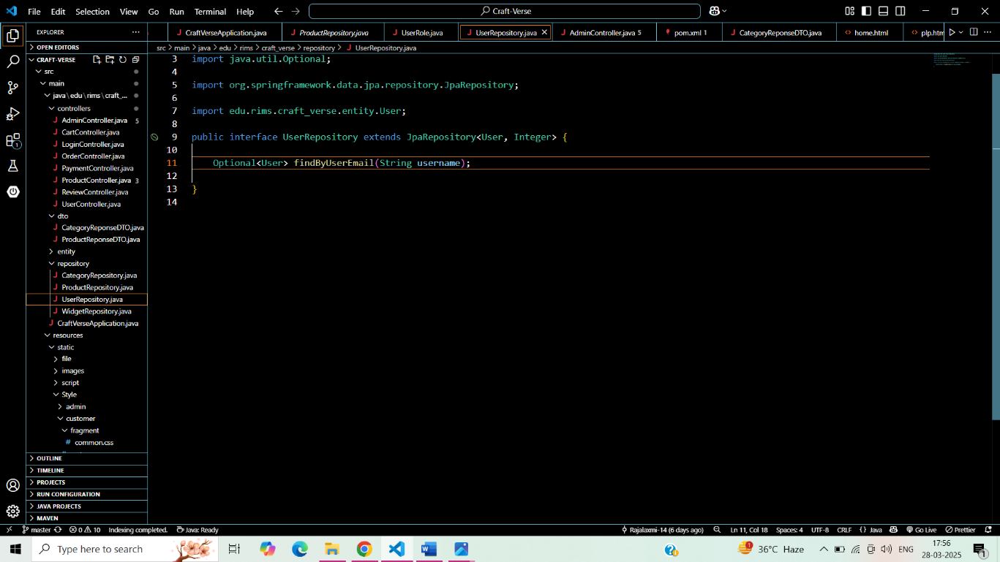 File Edit Selection View Go Run Terminal Help Craft-Verse
EXPLORER
OPEN EDITORS
CRAFT-VERSE
src
main
java\edu\rims\craft_...
controllers
AdminController.java 5
CartController.java
LoginController.java
OrderController.java
PaymentController.java
ProductController.java 3
ReviewController.java
UserController.java
dto
CategoryReponseDTO.java
ProductReponseDTO.java
entity
repository
CategoryRepository.java
ProductRepository.java
UserRepository.java
WidgetRepository.java
CraftVerseApplication.java
resources
static
file
images
script
Style
admin
customer
fragment
common.css
OUTLINE
TIMELINE
PROJECTS
RUN CONFIGURATION
JAVA PROJECTS
MAVEN
CraftVerseApplication.java ProductRepository.java UserRole.java UserRepository.java AdminController.java 5 pom.xml 1 CategoryReponseDTO.java home.html plp.htm
src > main > java > edu > rims > craft_verse > repository > UserRepository.java
3 import java.util.Optional;
4
5 import org.springframework.data.jpa.repository.JpaRepository;
6
7 import edu.rims.craft_verse.entity.User;
8
9 public interface UserRepository extends JpaRepository<User, Integer> {
10
11 Optional<User> findByUserEmail(String username);
12
13 }
14
1
master 0 10 Indexing completed. Java: Ready Rajalaxmi-14 (6 days ago) Ln 11, Col 18 Spaces: 4 UTF-8 CRLF {} Java Go Live Prettier
Type here to search 1 36°C Haze ENG 17:56
28-03-2025 1